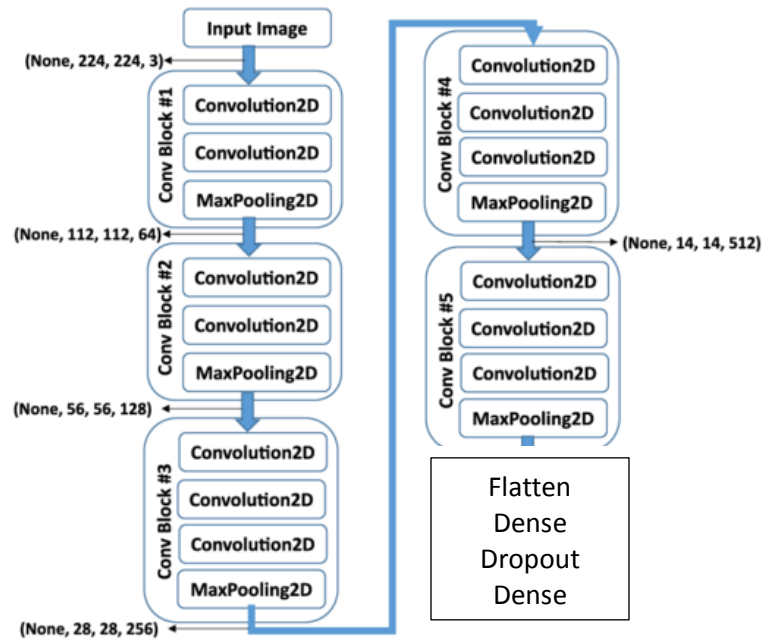 Input Image
(None, 224, 224, 3)
Conv Block #1
Convolution2D
Convolution2D
MaxPooling2D
(None, 112, 112, 64)
Conv Block #2
Convolution2D
Convolution2D
MaxPooling2D
(None, 56, 56, 128)
Conv Block #3
Convolution2D
Convolution2D
Convolution2D
MaxPooling2D
(None, 28, 28, 256)
Conv Block #4
Convolution2D
Convolution2D
Convolution2D
MaxPooling2D
(None, 14, 14, 512)
Conv Block #5
Convolution2D
Convolution2D
Convolution2D
MaxPooling2D
Flatten
Dense
Dropout
Dense